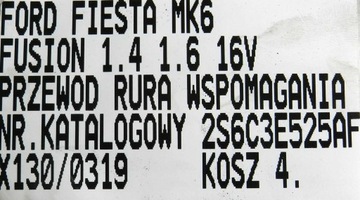 FORD FIESTA MK6
FUSION 1.4 1.6 16V
PRZEWOD RURA WSPOMAGANIA
NR.KATALOGOWY 2S6C3E525AF
X130/0319 KOSZ 4.